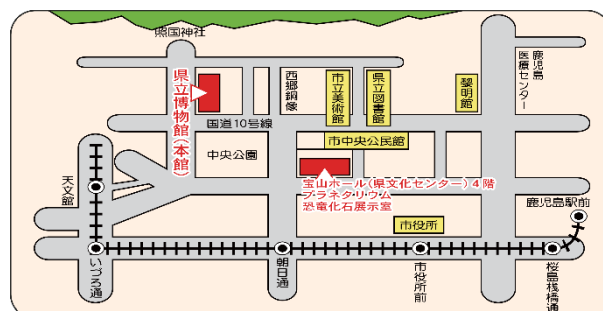 照国神社
県立博物館(本館)
西郷銅像
市立美術館
県立図書館
黎明館
鹿児島
医療センター
国道10号線
市中央公民館
中央公園
宝山ホール(県文化センター)4階
プラネタリウム
恐竜化石展示室
天文館
市役所
鹿児島駅前
いづろ通
朝日通
市役所前
桜島桟橋通